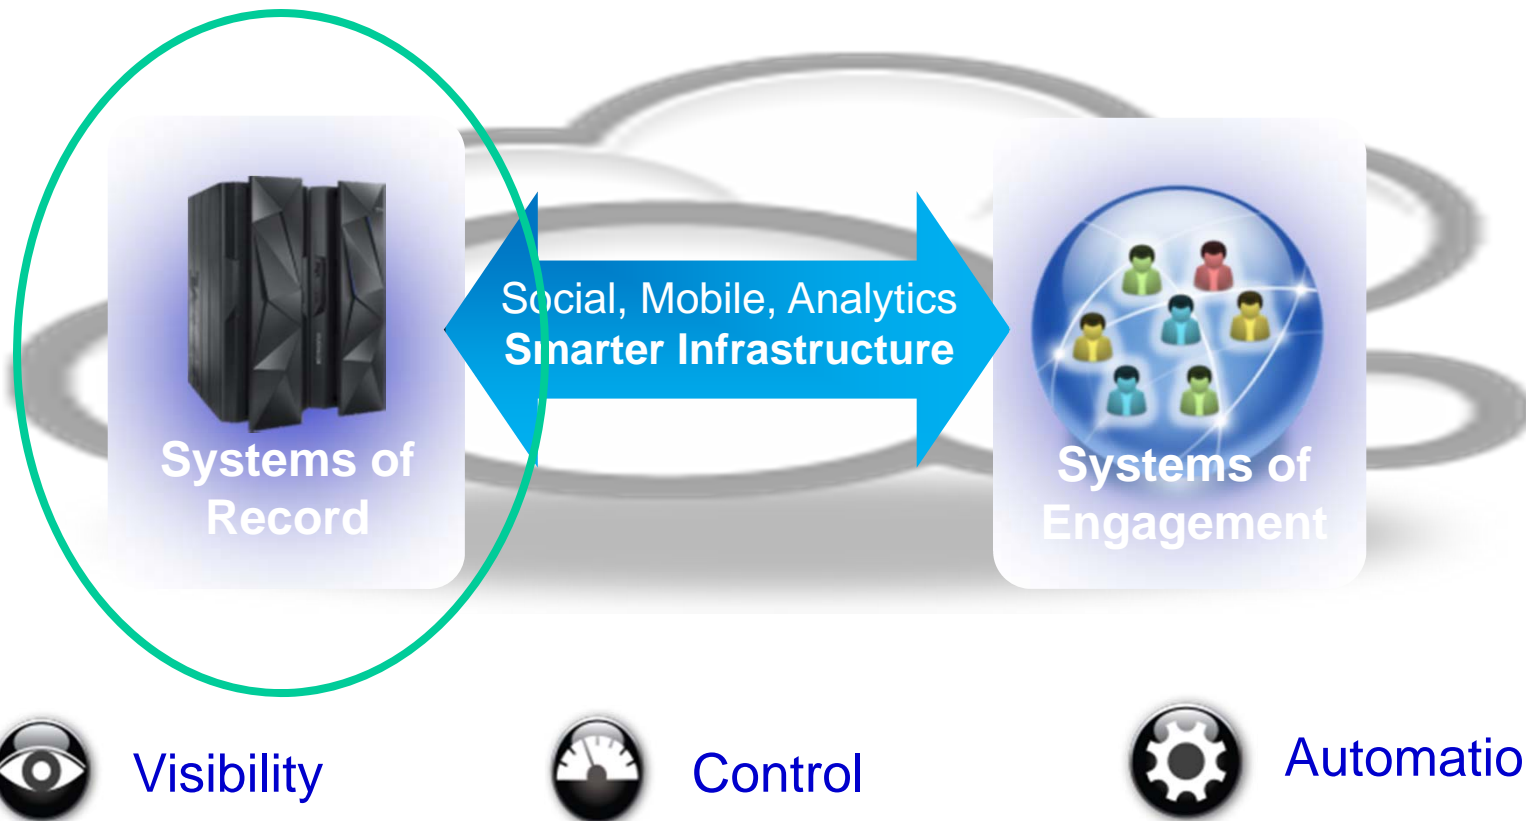 Social, Mobile, Analytics
Smarter Infrastructure
Systems of
Record
Systems of
Engagement
Visibility
Control
Automatio